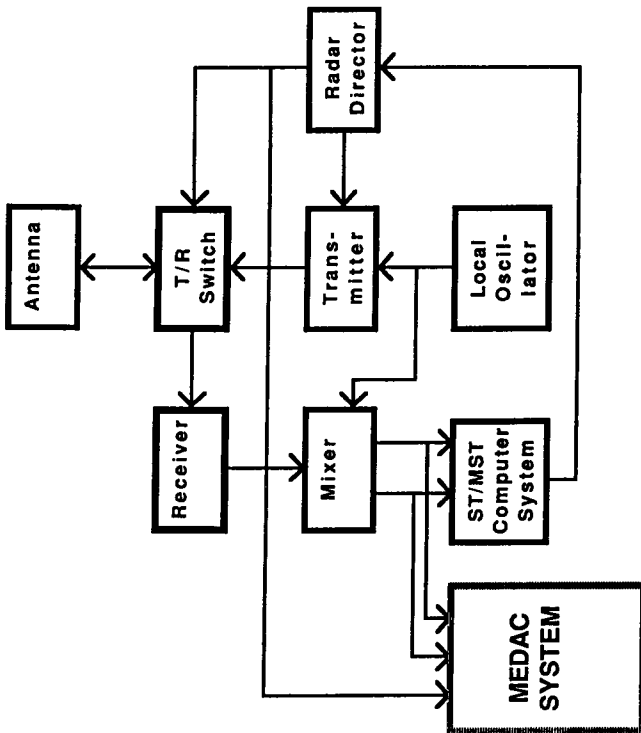 Antenna
T/R
Switch
Radar
Director
Trans-
mitter
Local
Oscil-
lator
Receiver
Mixer
ST/MST
Computer
System
MEDAC
SYSTEM